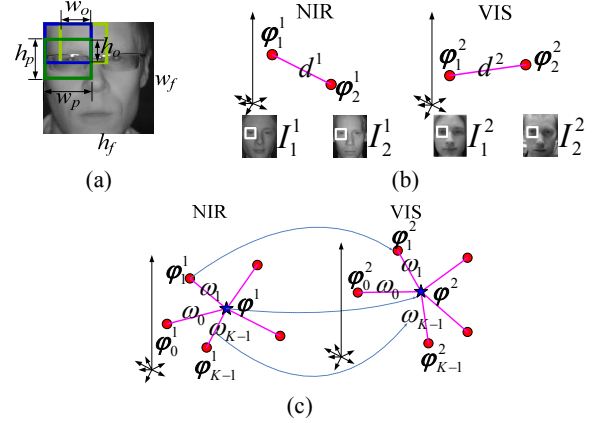 w_o
h_p
h_o
w_p
w_f
h_f
(a)
NIR
φ_1^1
d^1
φ_2^1
I_1^1
I_2^1
VIS
φ_1^2
d^2
φ_2^2
I_1^2
I_2^2
(b)
NIR
φ_1^1
ω_1
φ^1
ω_0
φ_0^1
ω_{K-1}
φ_{K-1}^1
VIS
φ_1^2
ω_1
φ_0^2
ω_0
φ^2
ω_{K-1}
φ_{K-1}^2
(c)